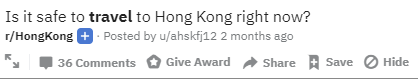 Is it safe to travel to Hong Kong right now?
r/HongKong + · Posted by u/ahskfj12 2 months ago
36 Comments Give Award Share Save Hide